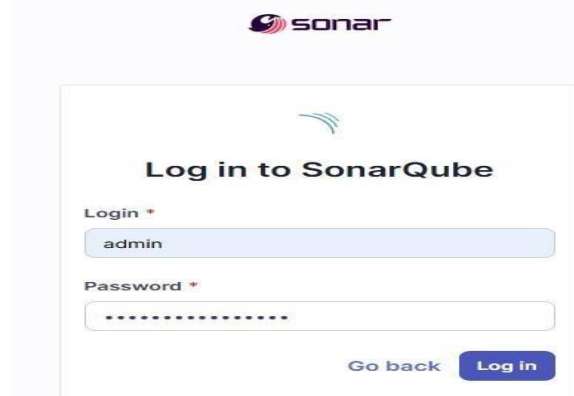 sonar
Log in to SonarQube
Login *
admin
Password *
••••••••••••••••
Go back Log in